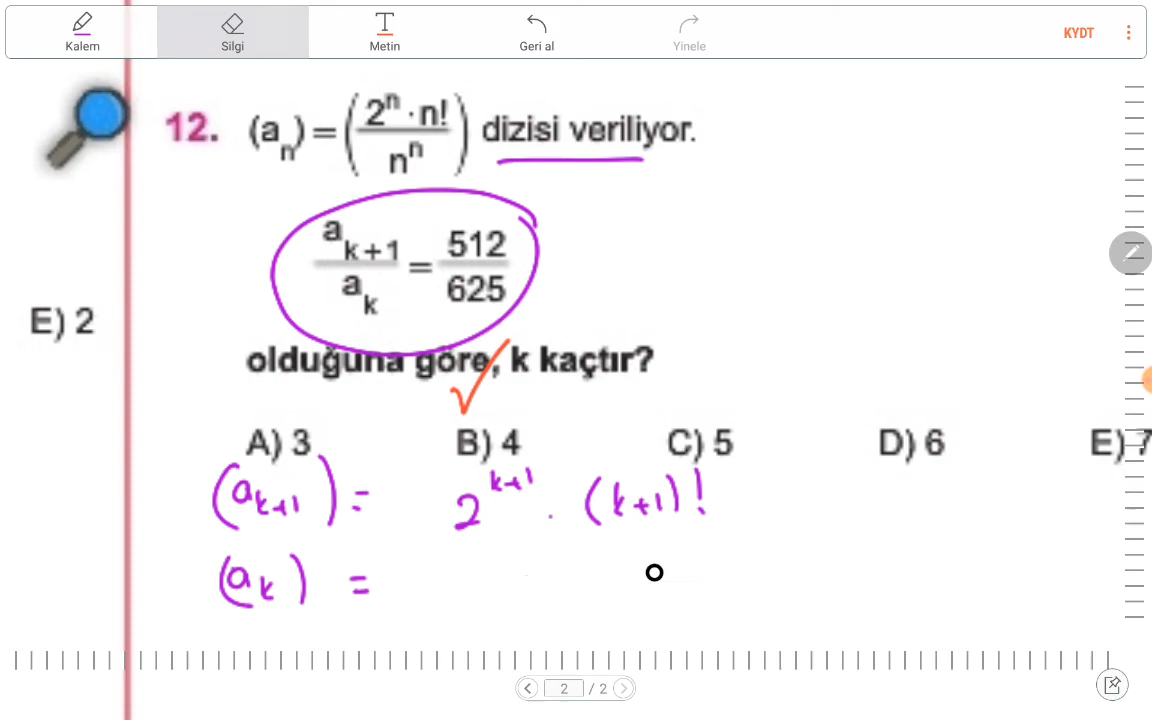 Kalem Silgi Metin Geri al Yinele KYDT
12. (a_n) = (2^n · n! / n^n) dizisi veriliyor.
a_{k+1} / a_k = 512 / 625
E) 2
olduğuna göre, k kaçtır?
A) 3 B) 4 C) 5 D) 6 E) 7
(a_{k+1}) = 2^{k+1} . (k+1)!
(a_k) =
2 / 2